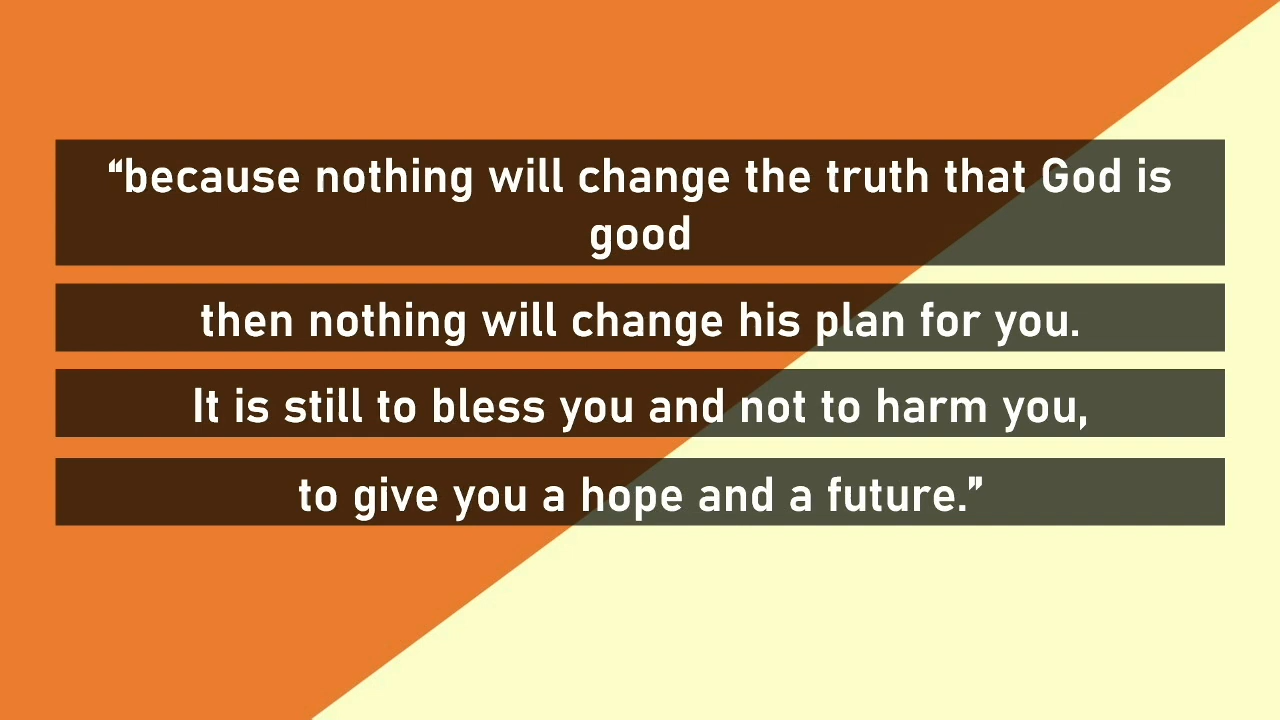 “because nothing will change the truth that God is
good
then nothing will change his plan for you.
It is still to bless you and not to harm you,
to give you a hope and a future.”